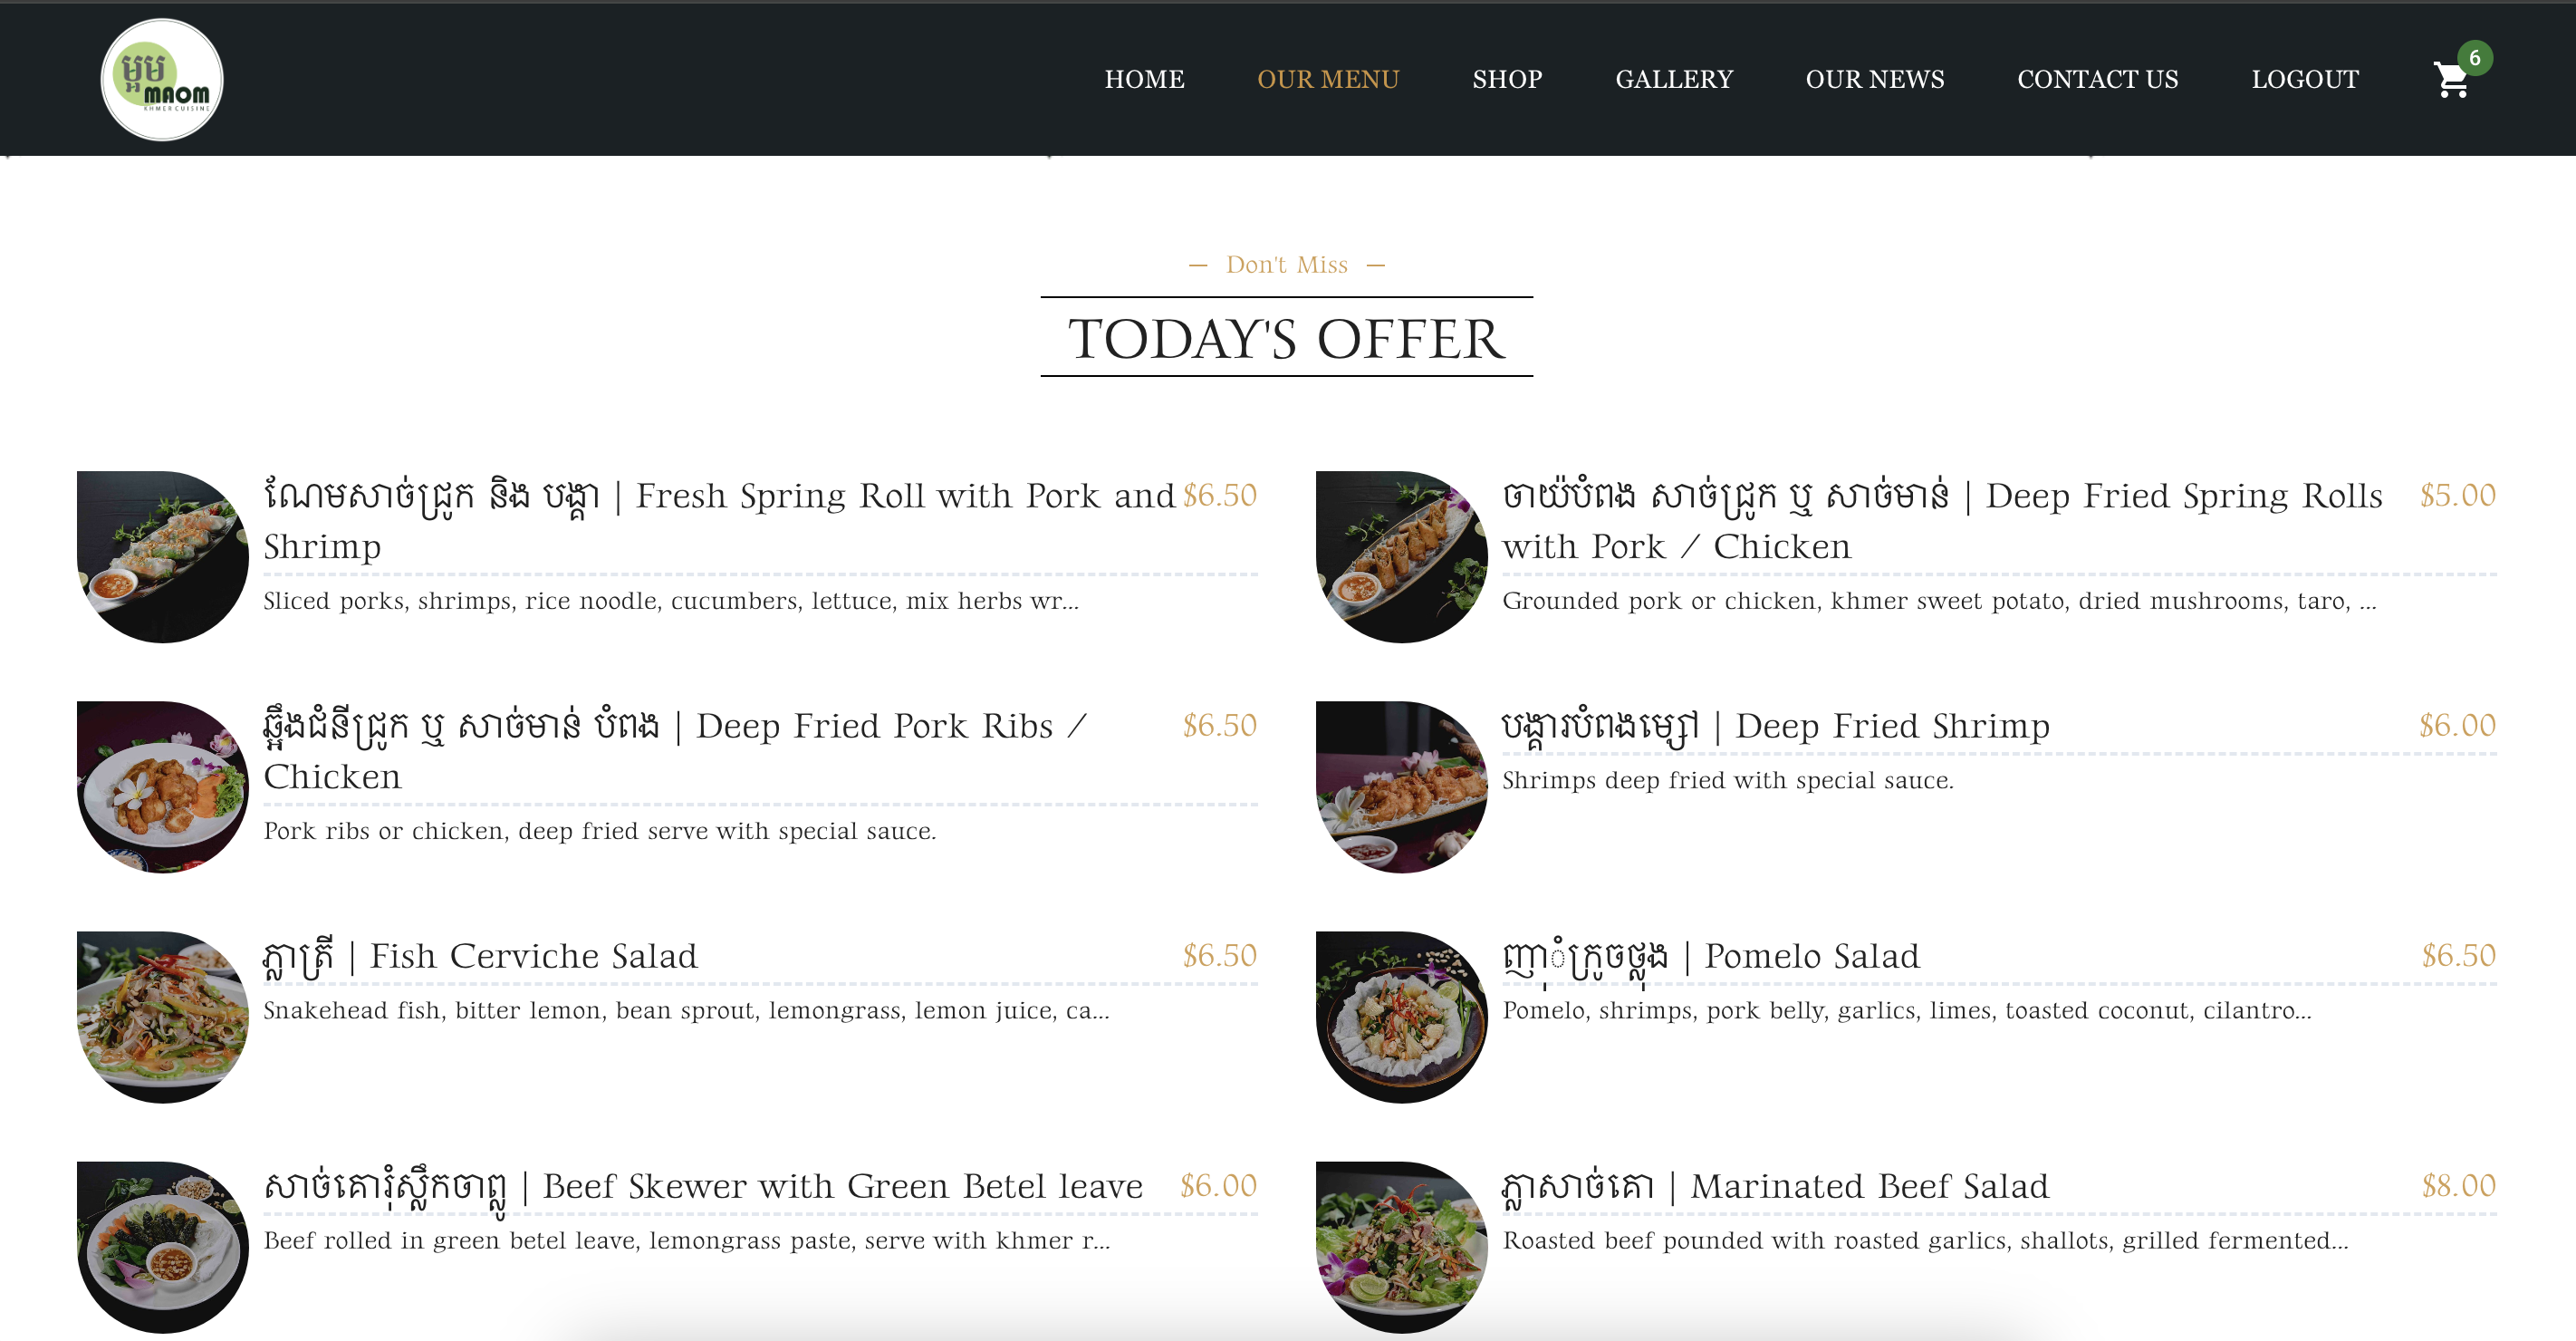 ម្អម
MAOM
KHMER CUISINE
HOME OUR MENU SHOP GALLERY OUR NEWS CONTACT US LOGOUT 6
— Don't Miss —
TODAY'S OFFER
ណែមសាច់ជ្រូក និង បង្គា | Fresh Spring Roll with Pork and $6.50
Shrimp
Sliced porks, shrimps, rice noodle, cucumbers, lettuce, mix herbs wr...
ចាយ៉បំពង សាច់ជ្រូក ឬ សាច់មាន់ | Deep Fried Spring Rolls $5.00
with Pork / Chicken
Grounded pork or chicken, khmer sweet potato, dried mushrooms, taro, ...
ឆ្អឹងជំនីជ្រូក ឬ សាច់មាន់ បំពង | Deep Fried Pork Ribs / $6.50
Chicken
Pork ribs or chicken, deep fried serve with special sauce.
បង្គារបំពងម្សៅ | Deep Fried Shrimp $6.00
Shrimps deep fried with special sauce.
ភ្លាត្រី | Fish Cerviche Salad $6.50
Snakehead fish, bitter lemon, bean sprout, lemongrass, lemon juice, ca...
ញាុំក្រូចថ្លុង | Pomelo Salad $6.50
Pomelo, shrimps, pork belly, garlics, limes, toasted coconut, cilantro...
សាច់គោរុំស្លឹកចាព្លូ | Beef Skewer with Green Betel leave $6.00
Beef rolled in green betel leave, lemongrass paste, serve with khmer r...
ភ្លាសាច់គោ | Marinated Beef Salad $8.00
Roasted beef pounded with roasted garlics, shallots, grilled fermented...